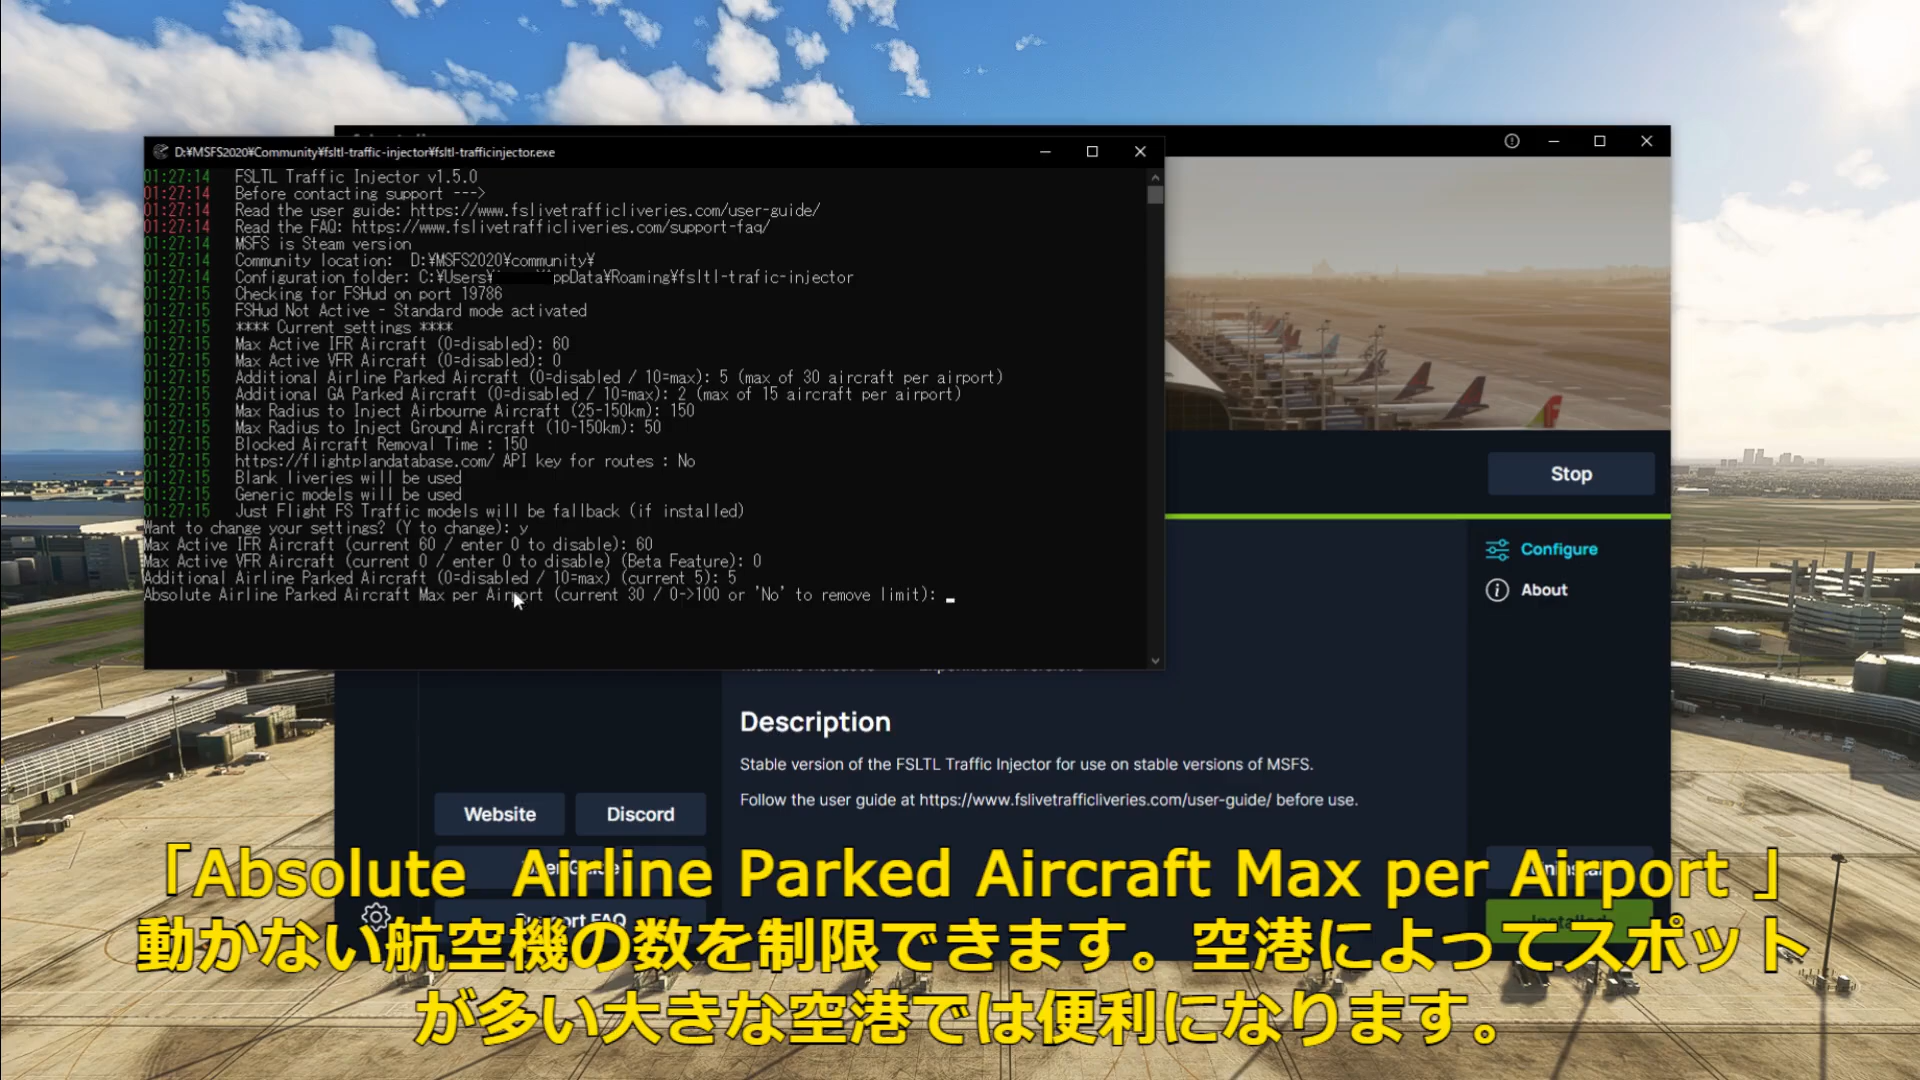 D:¥MSFS2020¥Community¥fsltl-traffic-injector¥fsltl-trafficinjector.exe
01:27:14 FSLTL Traffic Injector v1.5.0
01:27:14 Before contacting support --->
01:27:14 Read the user guide: https://www.fslivetrafficliveries.com/user-guide/
01:27:14 Read the FAQ: https://www.fslivetrafficliveries.com/support-faq/
01:27:14 MSFS is Steam version
01:27:14 Community location: D:¥MSFS2020¥community¥
01:27:14 Configuration folder: C:¥Users¥ ppData¥Roaming¥fsltl-trafic-injector
01:27:14 Checking for FSHud on port 19786
01:27:15 FSHud Not Active - Standard mode activated
01:27:15 **** Current settings ****
01:27:15 Max Active IFR Aircraft (0=disabled): 60
01:27:15 Max Active VFR Aircraft (0=disabled): 0
01:27:15 Additional Airline Parked Aircraft (0=disabled / 10=max): 5 (max of 30 aircraft per airport)
01:27:15 Additional GA Parked Aircraft (0=disabled / 10=max): 2 (max of 15 aircraft per airport)
01:27:15 Max Radius to Inject Airbourne Aircraft (25-150km): 150
01:27:15 Max Radius to Inject Ground Aircraft (10-150km): 50
01:27:15 Blocked Aircraft Removal Time : 150
01:27:15 https://flightplandatabase.com/ API key for routes : No
01:27:15 Blank liveries will be used
01:27:15 Generic models will be used
01:27:15 Just Flight FS Traffic models will be fallback (if installed)
Want to change your settings? (Y to change): y
Max Active IFR Aircraft (current 60 / enter 0 to disable): 60
Max Active VFR Aircraft (current 0 / enter 0 to disable) (Beta Feature): 0
Additional Airline Parked Aircraft (0=disabled / 10=max) (current 5): 5
Absolute Airline Parked Aircraft Max per Airport (current 30 / 0->100 or 'No' to remove limit):
Stop
Configure
About
Description
Stable version of the FSLTL Traffic Injector for use on stable versions of MSFS.
Follow the user guide at https://www.fslivetrafficliveries.com/user-guide/ before use.
Website
Discord
Support FAQ
「Absolute Airline Parked Aircraft Max per Airport 」
動かない航空機の数を制限できます。空港によってスポット
が多い大きな空港では便利になります。